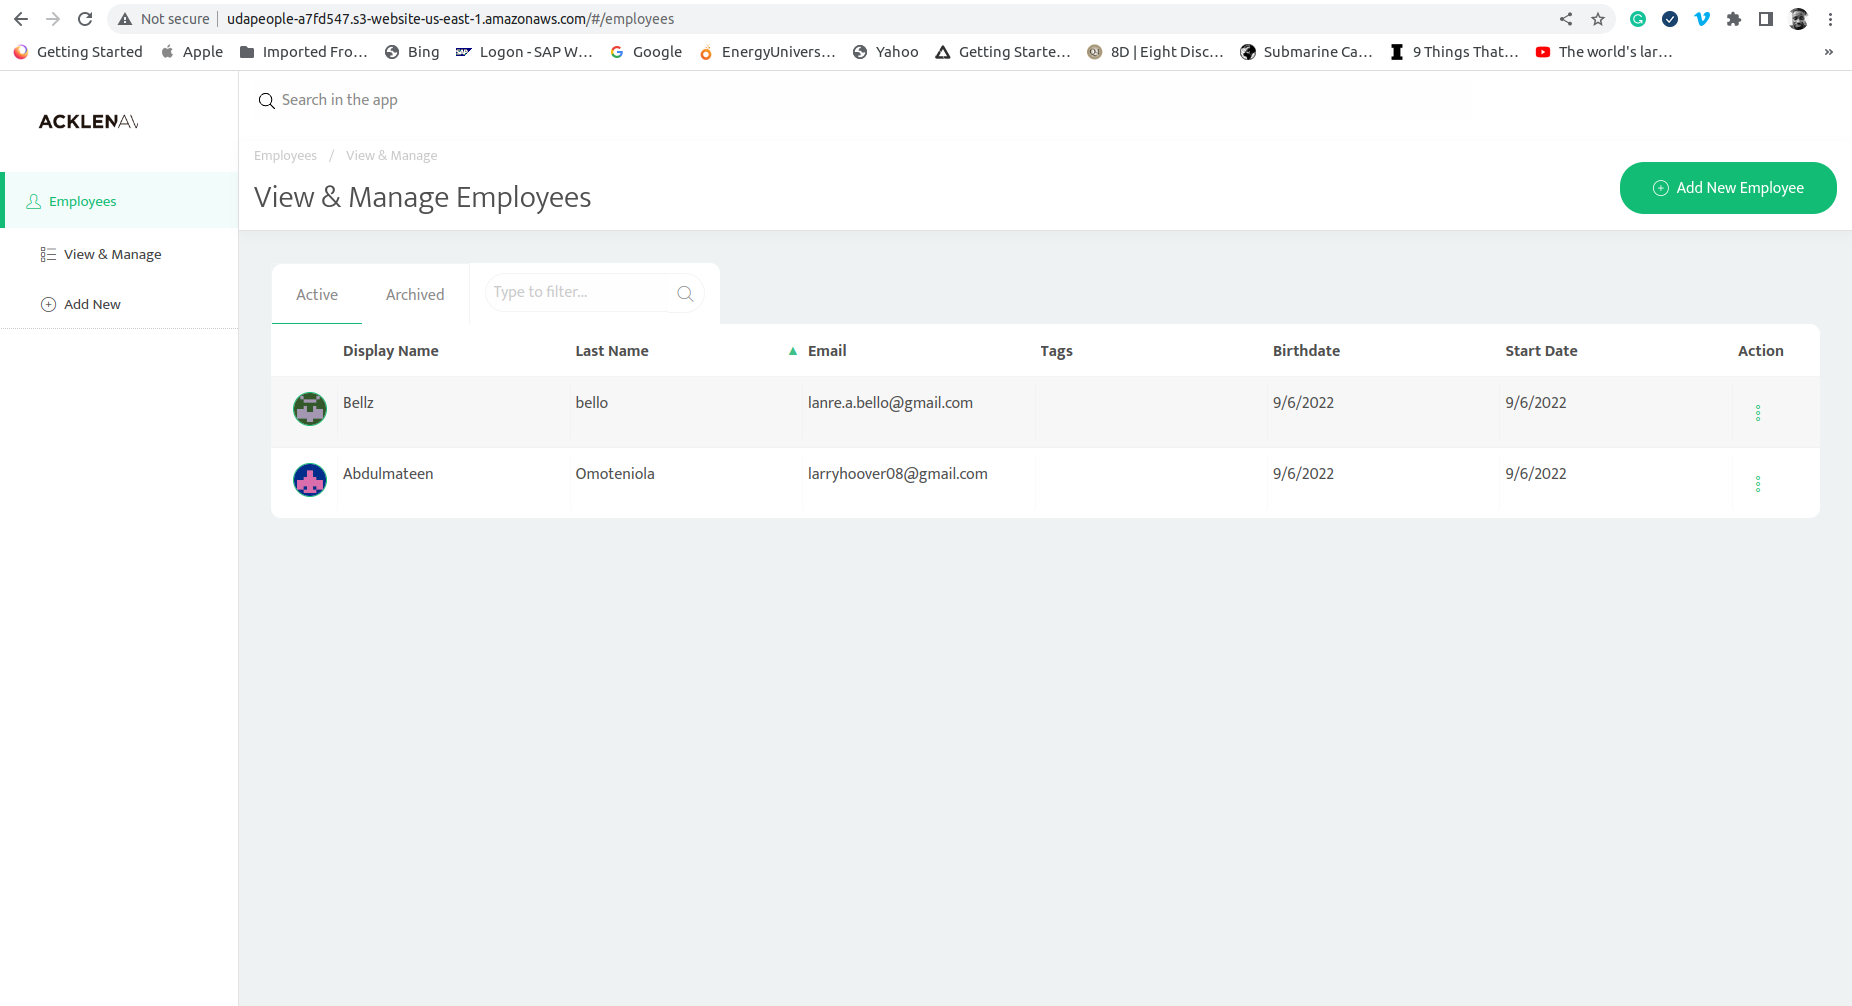 Not secure | udapeople-a7fd547.s3-website-us-east-1.amazonaws.com/#/employees
Getting Started Apple Imported Fro... Bing Logon - SAP W... Google EnergyUnivers... Yahoo Getting Starte... 8D | Eight Disc... Submarine Ca... 9 Things That... The world's lar... »
ACKLENAV
Employees
View & Manage
Add New
Search in the app
Employees / View & Manage
View & Manage Employees
Add New Employee
Active Archived Type to filter...
Display Name Last Name ▲ Email Tags Birthdate Start Date Action
Bellz bello lanre.a.bello@gmail.com 9/6/2022 9/6/2022
Abdulmateen Omoteniola larryhoover08@gmail.com 9/6/2022 9/6/2022